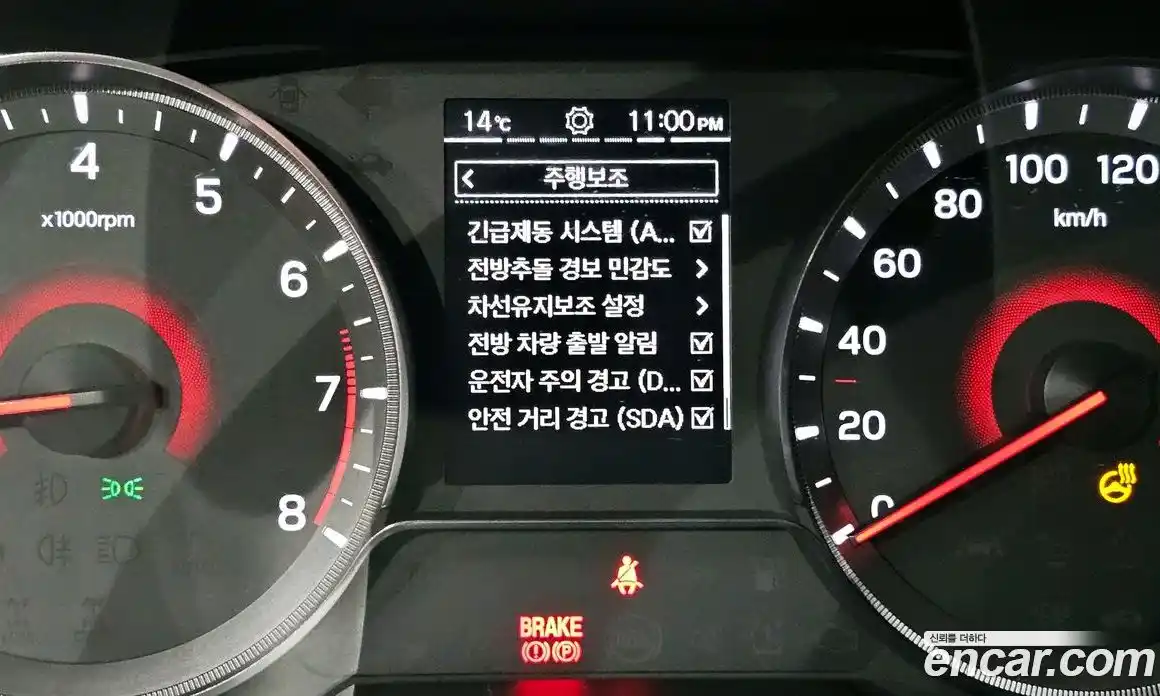 14℃ 11:00 PM
주행보조
긴급제동 시스템 (A...
전방추돌 경보 민감도
차선유지보조 설정
전방 차량 출발 알림
운전자 주의 경고 (D...
안전 거리 경고 (SDA)
4
5
6
7
8
x1000rpm
0
20
40
60
80
100
120
km/h
BRAKE
(!) (P)
신뢰를 더하다
encar.com